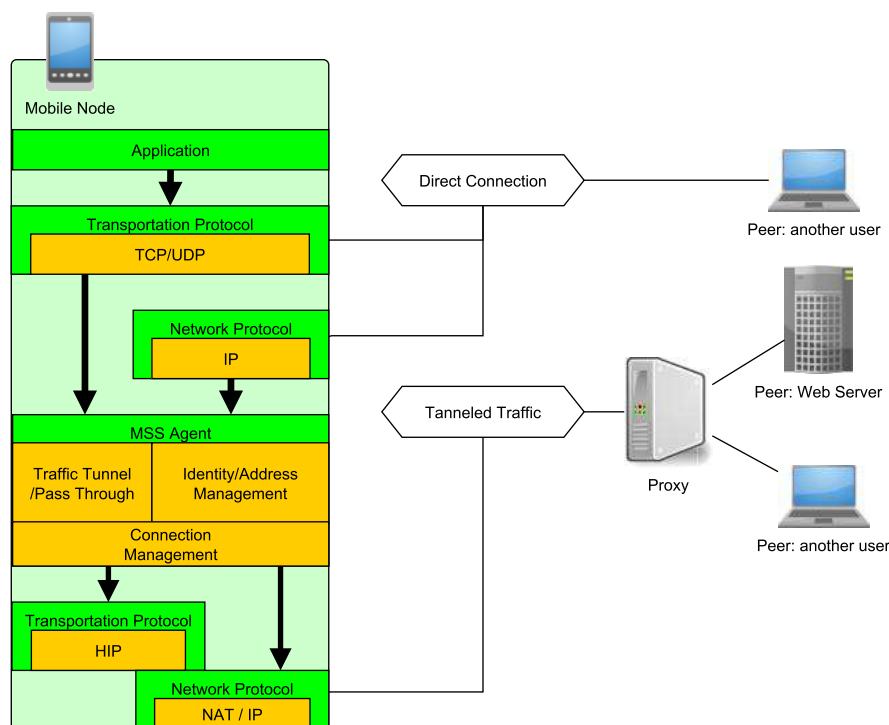 Mobile Node
Application
Transportation Protocol
TCP/UDP
Network Protocol
IP
MSS Agent
Traffic Tunnel
/Pass Through
Identity/Address
Management
Connection
Management
Transportation Protocol
HIP
Network Protocol
NAT / IP
Direct Connection
Peer: another user
Tanneled Traffic
Proxy
Peer: Web Server
Peer: another user